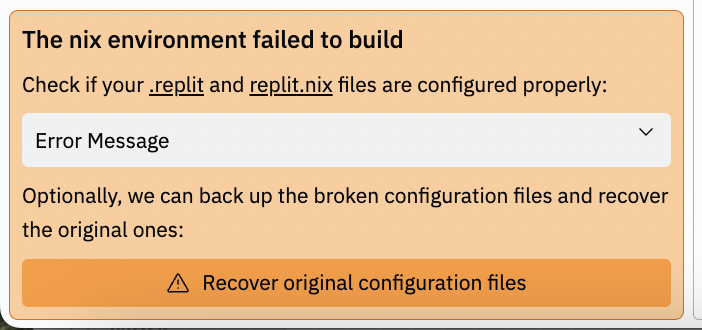 The nix environment failed to build
Check if your .replit and replit.nix files are configured properly:
Error Message
Optionally, we can back up the broken configuration files and recover
the original ones:
Recover original configuration files